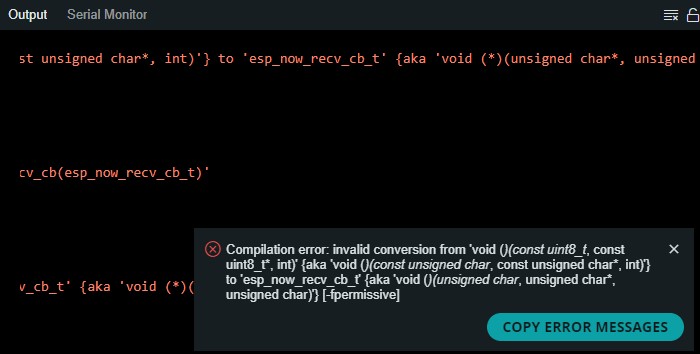 Output Serial Monitor
st unsigned char*, int)'} to 'esp_now_recv_cb_t' {aka 'void (*)(unsigned char*, unsigned
cv_cb(esp_now_recv_cb_t)'
v_cb_t' {aka 'void (*)(
Compilation error: invalid conversion from 'void ()(const uint8_t, const
uint8_t*, int)' {aka 'void ()(const unsigned char, const unsigned char*, int)'}
to 'esp_now_recv_cb_t' {aka 'void ()(unsigned char, unsigned char*,
unsigned char)'} [-fpermissive]
COPY ERROR MESSAGES